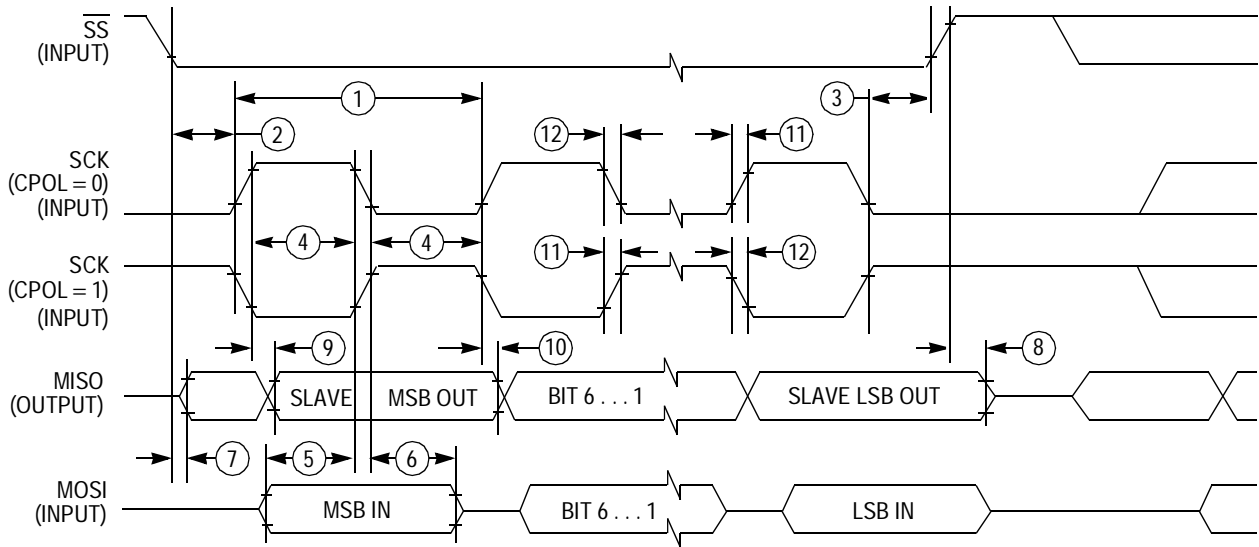 SS
(INPUT)
1
3
2
12
11
SCK
(CPOL = 0)
(INPUT)
4
4
11
12
SCK
(CPOL = 1)
(INPUT)
9
10
8
MISO
(OUTPUT)
SLAVE
MSB OUT
BIT 6 . . . 1
SLAVE LSB OUT
7
5
6
MOSI
(INPUT)
MSB IN
BIT 6 . . . 1
LSB IN